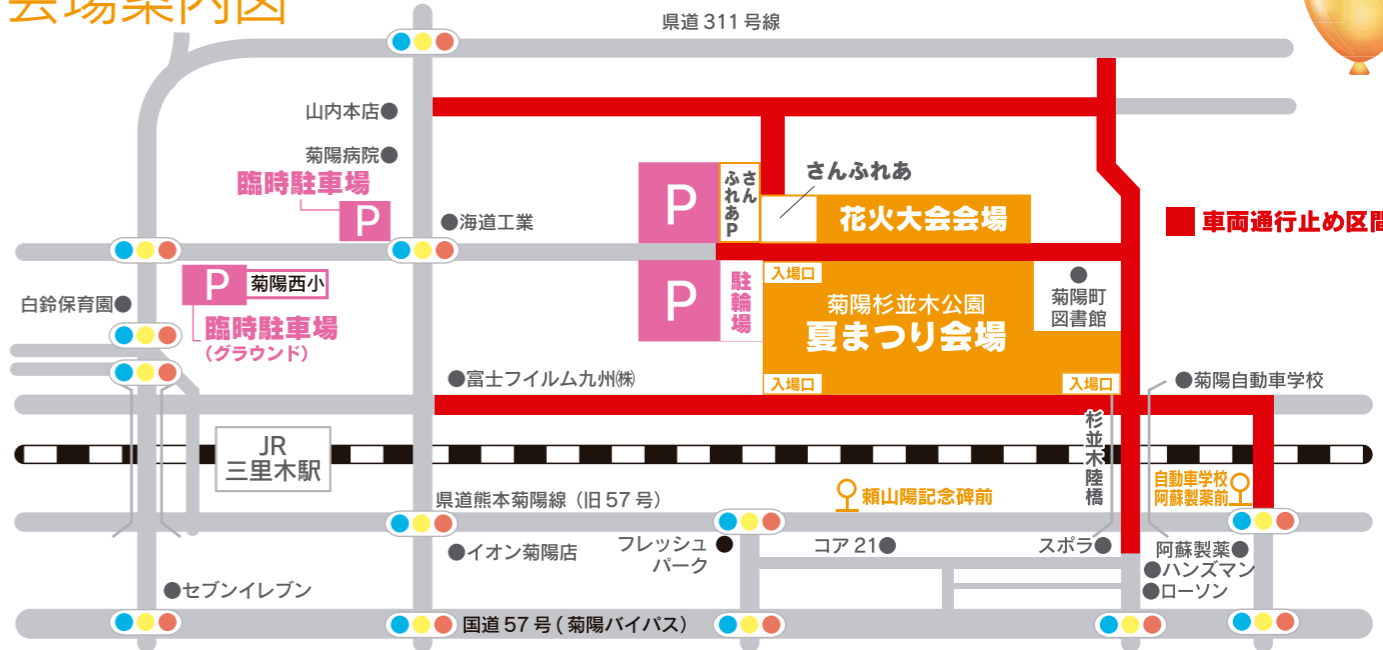 会場案内図
県道311号線
山内本店
菊陽病院
臨時駐車場
P
海道工業
P
さん
ふれあP
さんふれあ
花火大会会場
車両通行止め区間
P
菊陽西小
臨時駐車場
(グラウンド)
白鈴保育園
P
駐輪場
入場口
菊陽杉並木公園
夏まつり会場
菊陽町
図書館
入場口
入場口
富士フイルム九州㈱
菊陽自動車学校
JR
三里木駅
杉並木陸橋
県道熊本菊陽線（旧57号）
頼山陽記念碑前
自動車学校
阿蘇製薬前
イオン菊陽店
フレッシュ
パーク
コア21
スポラ
阿蘇製薬
ハンズマン
ローソン
セブンイレブン
国道57号(菊陽バイパス)